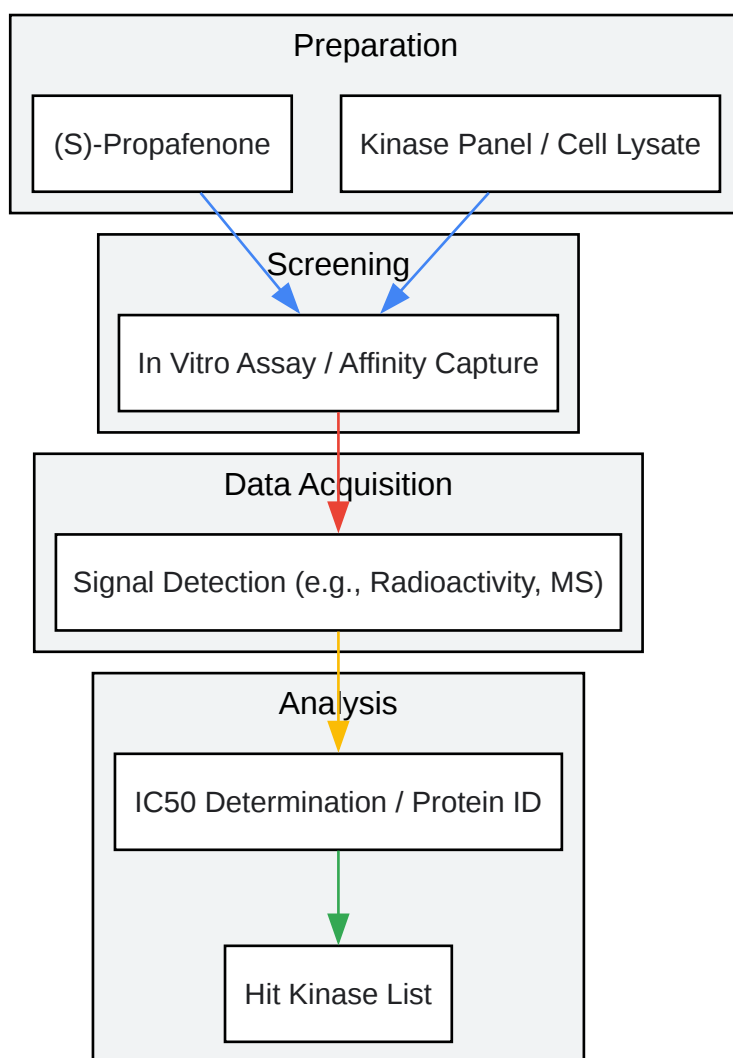 Preparation
(S)-Propafenone
Kinase Panel / Cell Lysate
Screening
In Vitro Assay / Affinity Capture
Data Acquisition
Signal Detection (e.g., Radioactivity, MS)
Analysis
IC50 Determination / Protein ID
Hit Kinase List